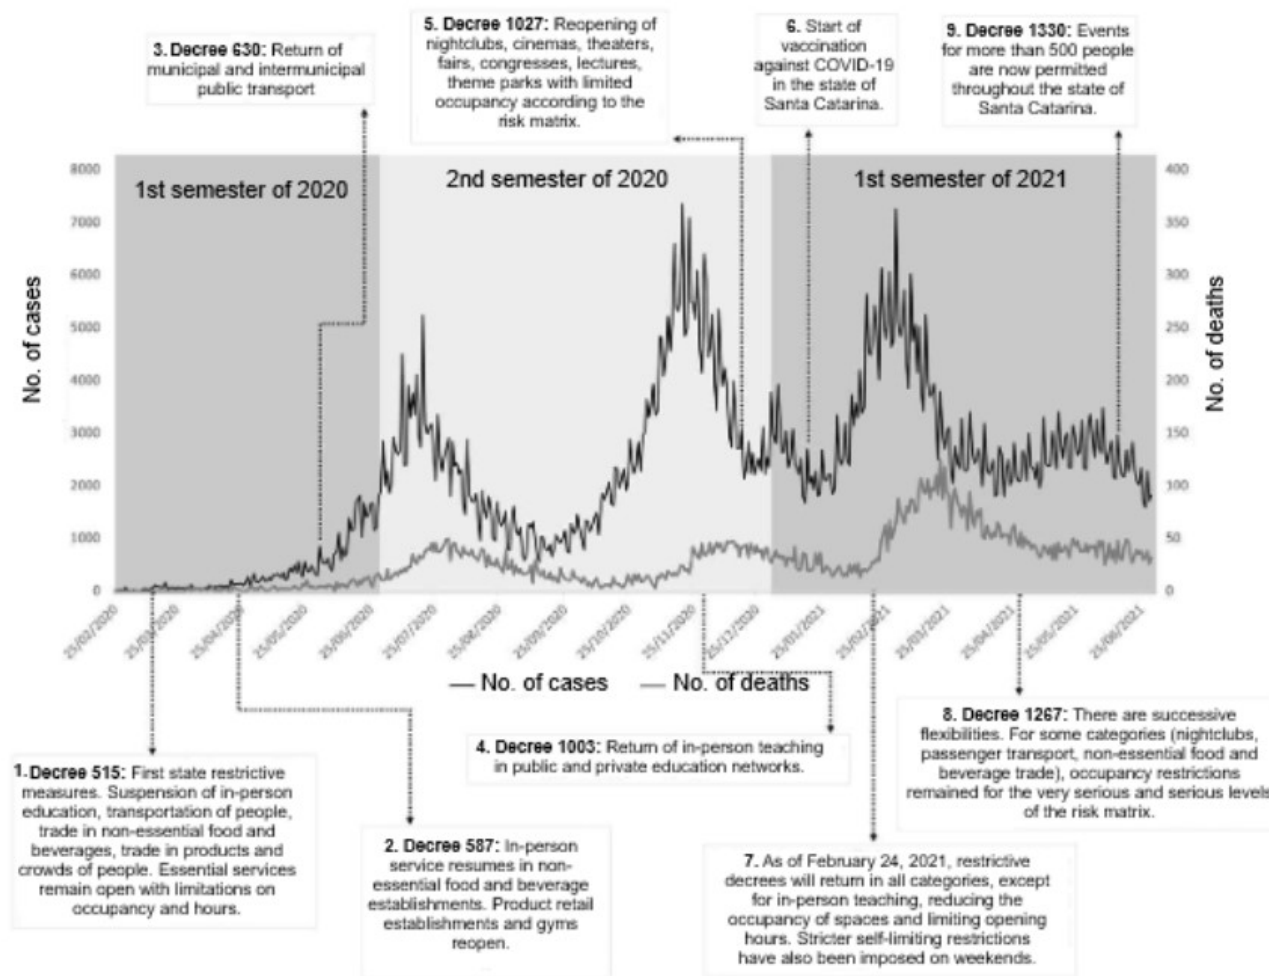 3. Decree 630: Return of
municipal and intermunicipal
public transport
5. Decree 1027: Reopening of
nightclubs, cinemas, theaters,
fairs, congresses, lectures,
theme parks with limited
occupancy according to the
risk matrix.
6. Start of
vaccination
against COVID-19
in the state of
Santa Catarina.
9. Decree 1330: Events
for more than 500 people
are now permitted
throughout the state of
Santa Catarina.
1st semester of 2020
2nd semester of 2020
1st semester of 2021
No. of cases
8000
7000
6000
5000
4000
3000
2000
1000
0
No. of deaths
400
350
300
250
200
150
100
50
0
25/02/2020
25/03/2020
25/04/2020
25/05/2020
25/06/2020
25/07/2020
25/08/2020
25/09/2020
25/10/2020
25/11/2020
25/12/2020
25/01/2021
25/02/2021
25/03/2021
25/04/2021
25/05/2021
25/06/2021
No. of cases
No. of deaths
1. Decree 515: First state restrictive
measures. Suspension of in-person
education, transportation of people,
trade in non-essential food and
beverages, trade in products and
crowds of people. Essential services
remain open with limitations on
occupancy and hours.
2. Decree 587: In-person
service resumes in non-
essential food and beverage
establishments. Product retail
establishments and gyms
reopen.
4. Decree 1003: Return of in-person teaching
in public and private education networks.
7. As of February 24, 2021, restrictive
decrees will return in all categories, except
for in-person teaching, reducing the
occupancy of spaces and limiting opening
hours. Stricter self-limiting restrictions
have also been imposed on weekends.
8. Decree 1267: There are successive
flexibilities. For some categories (nightclubs,
passenger transport, non-essential food and
beverage trade), occupancy restrictions
remained for the very serious and serious levels
of the risk matrix.